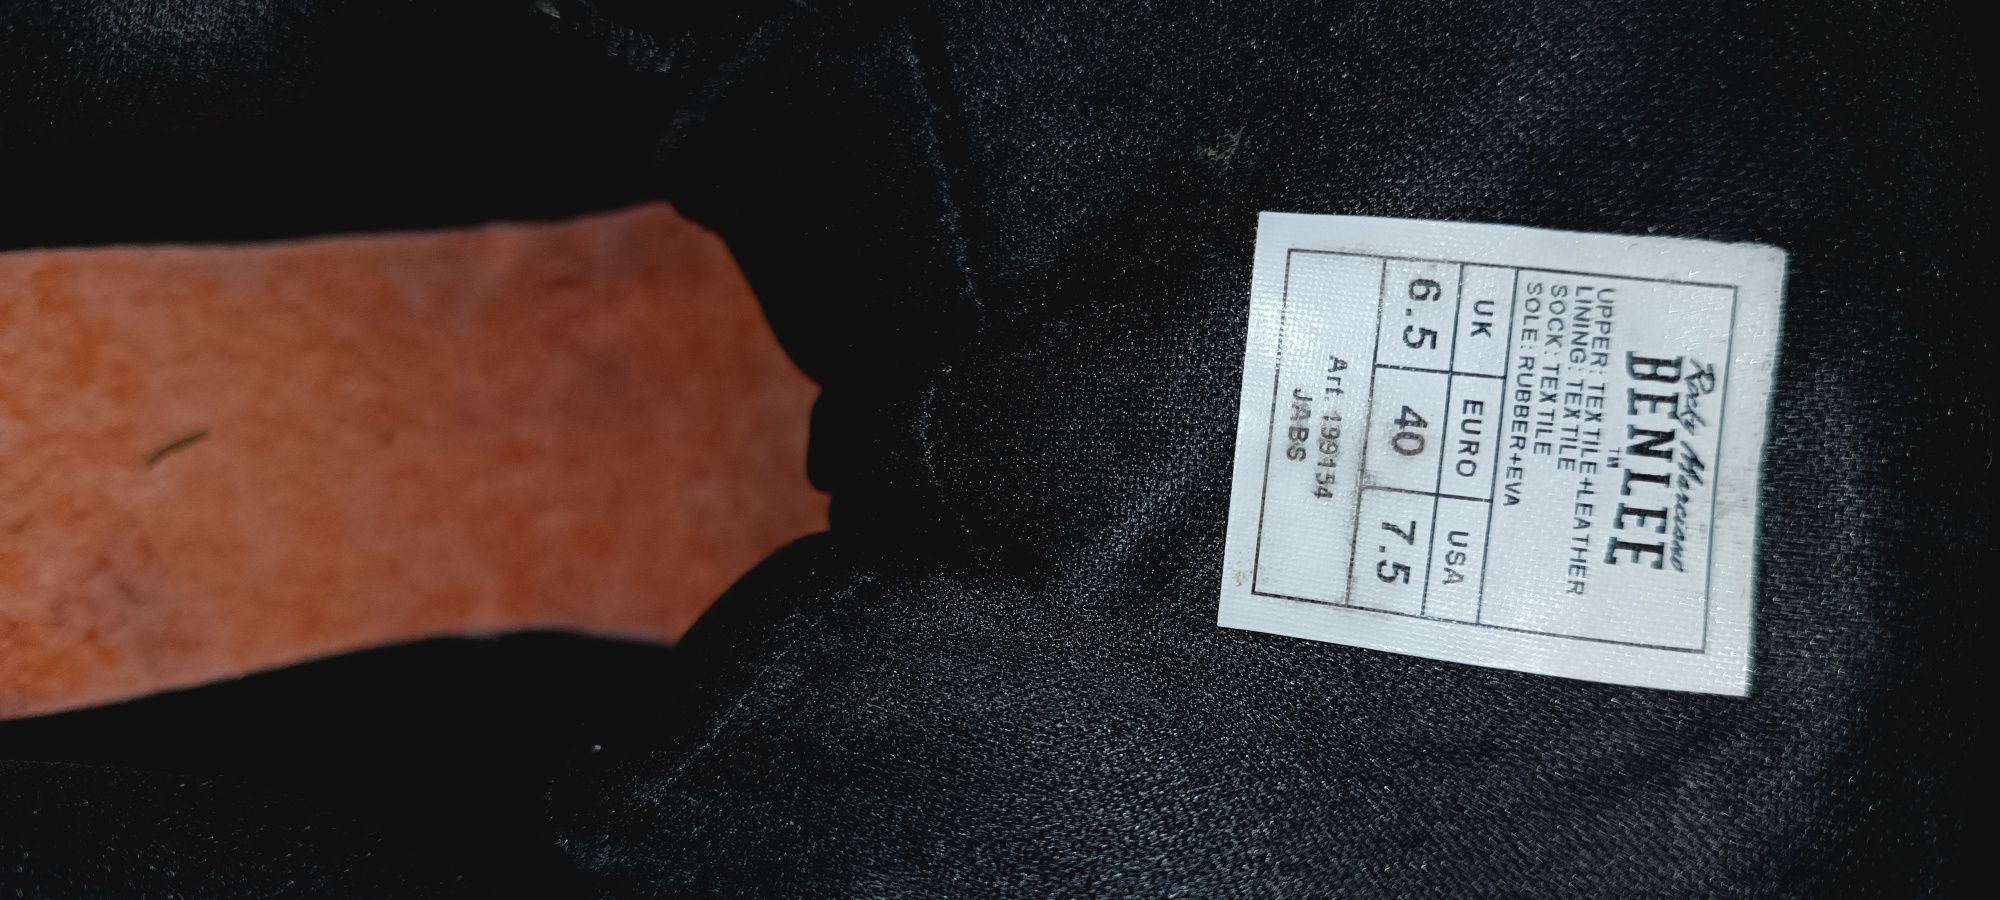 Rocky Marciano
BENLEE
TM
UPPER: TEXTILE+LEATHER
LINING: TEXTILE
SOCK: TEXTILE
SOLE: RUBBER+EVA
UK EURO USA
6.5 40 7.5
Art. 199154
JABS